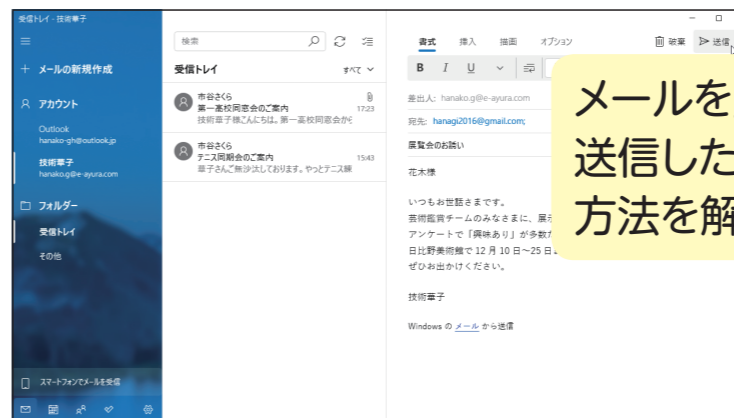 受信トレイ - 技術華子
＋ メールの新規作成
アカウント
Outlook
hanako-gh@outlook.jp
技術華子
hanako.g@e-ayura.com
フォルダー
受信トレイ
その他
スマートフォンでメールを受信
検索
受信トレイ
すべて
市谷さくら
第一高校同窓会のご案内 17:23
技術華子様こんにちは。第一高校同窓会から
市谷さくら
テニス同期会のご案内 15:43
華子さんご無沙汰しております。やっとテニス練
書式 挿入 描画 オプション
破棄 送信
B I U
差出人: hanako.g@e-ayura.com
宛先: hanagi2016@gmail.com;
展覧会のお誘い
花木様
いつもお世話さまです。
芸術鑑賞チームのみなさまに、展示
アンケートで「興味あり」が多数
日比野美術館で 12 月 10 日～25 日
ぜひお出かけください。
技術華子
Windows の メール から送信
メールを
送信した
方法を解